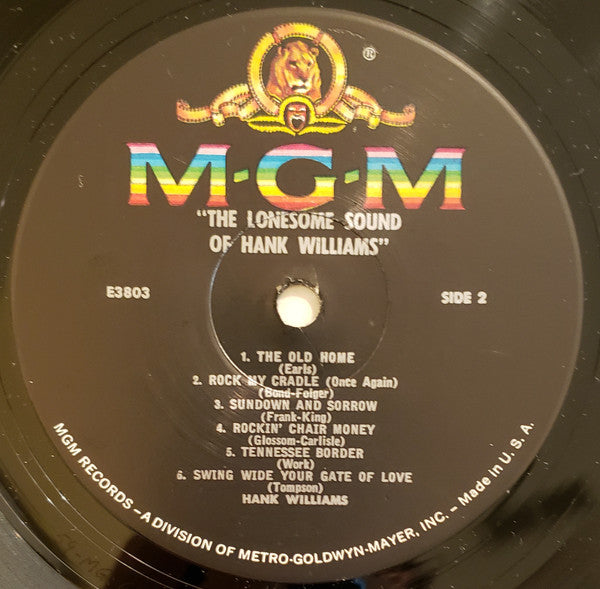 ®
M-G-M
"THE LONESOME SOUND
OF HANK WILLIAMS"
E3803
SIDE 2
1. THE OLD HOME
(Earls)
2. ROCK MY CRADLE (Once Again)
(Bond-Folger)
3. SUNDOWN AND SORROW
(Frank-King)
4. ROCKIN' CHAIR MONEY
(Glossom-Carlisle)
5. TENNESSEE BORDER
(Work)
6. SWING WIDE YOUR GATE OF LOVE
(Tompson)
HANK WILLIAMS
MGM RECORDS – A DIVISION OF METRO-GOLDWYN-MAYER, INC. – Made in U. S. A.